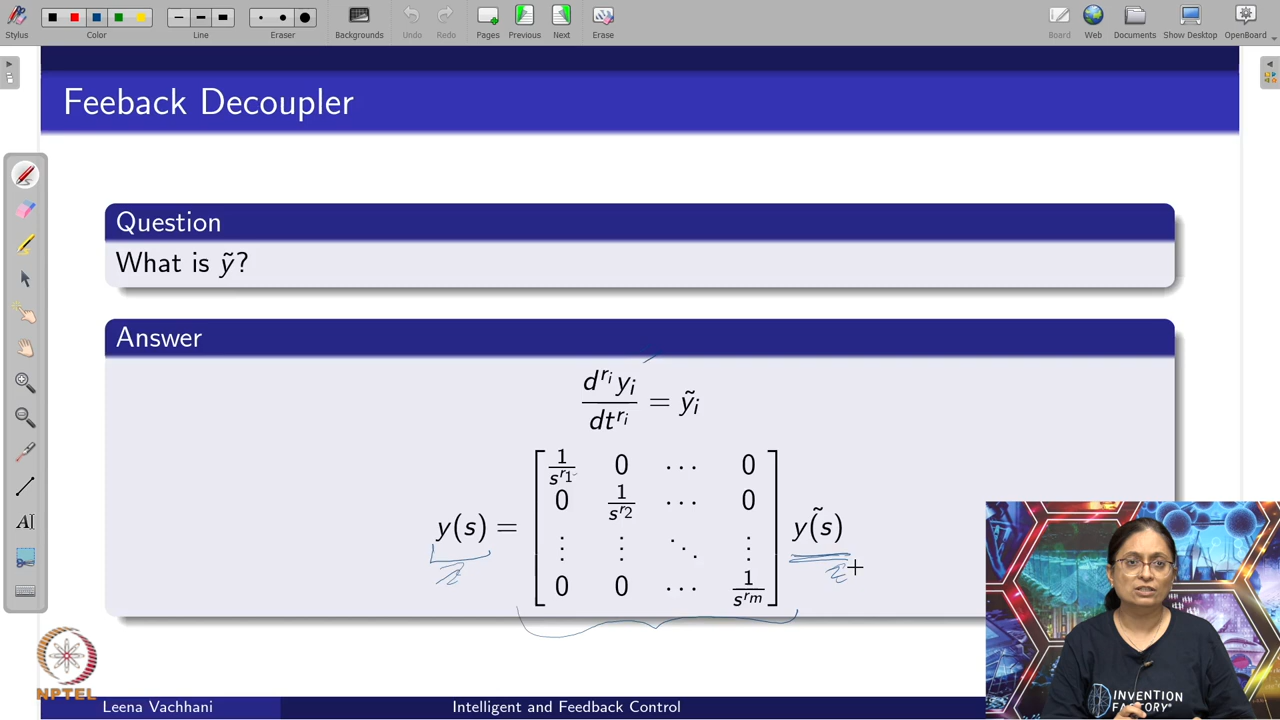 Stylus Color Line Eraser Backgrounds Undo Redo Pages Previous Next Erase Board Web Documents Show Desktop OpenBoard
Feeback Decoupler
Question
What is ỹ?
Answer
d^{r_i} y_i / dt^{r_i} = ỹ_i
y(s) = [ 1/s^{r_1} 0 ⋯ 0
0 1/s^{r_2} ⋯ 0
⋮ ⋮ ⋱ ⋮
0 0 ⋯ 1/s^{r_m} ] ỹ(s)
INVENTION
FACTORY
NPTEL
Leena Vachhani Intelligent and Feedback Control